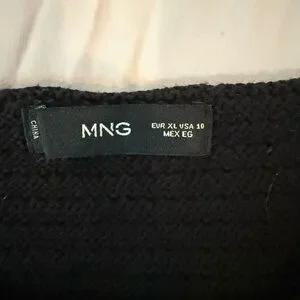 CHINA
MNG
EUR XL USA 10
MEX EG